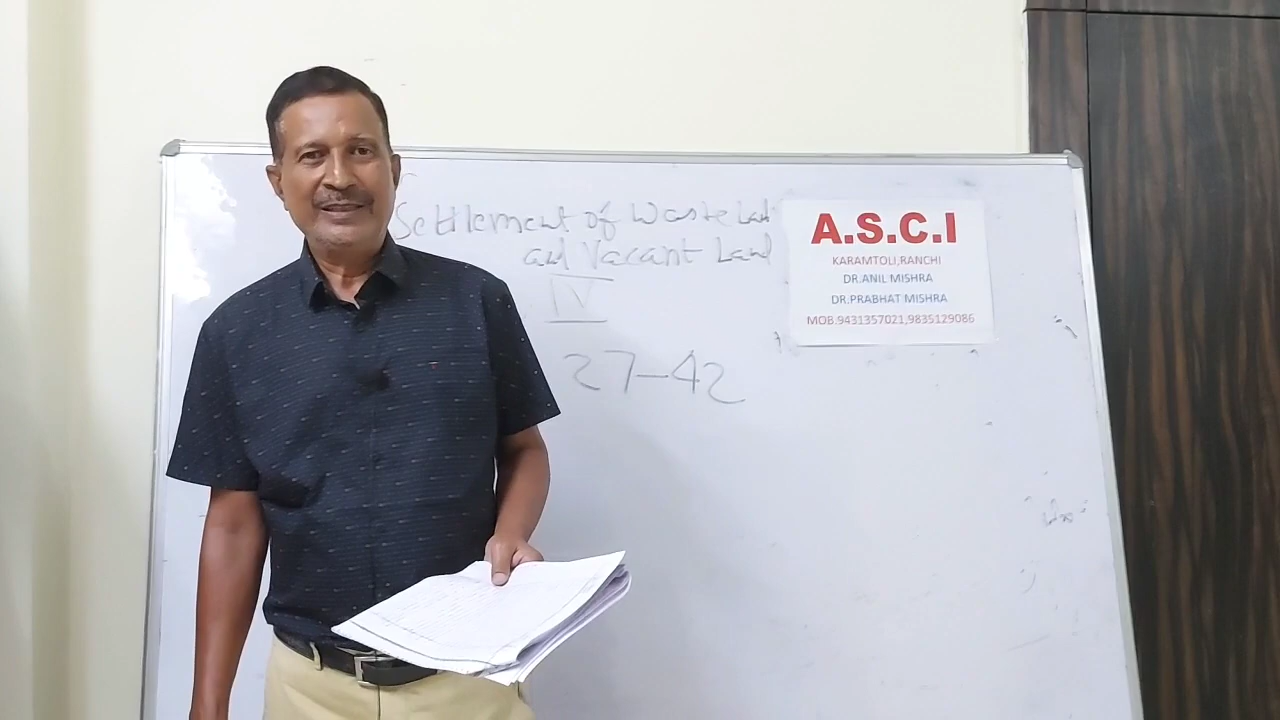 Settlement of Waste Land
and Vacant Land
IV
27-42
A.S.C.I
KARAMTOLI,RANCHI
DR.ANIL MISHRA
DR.PRABHAT MISHRA
MOB.9431357021,9835129086